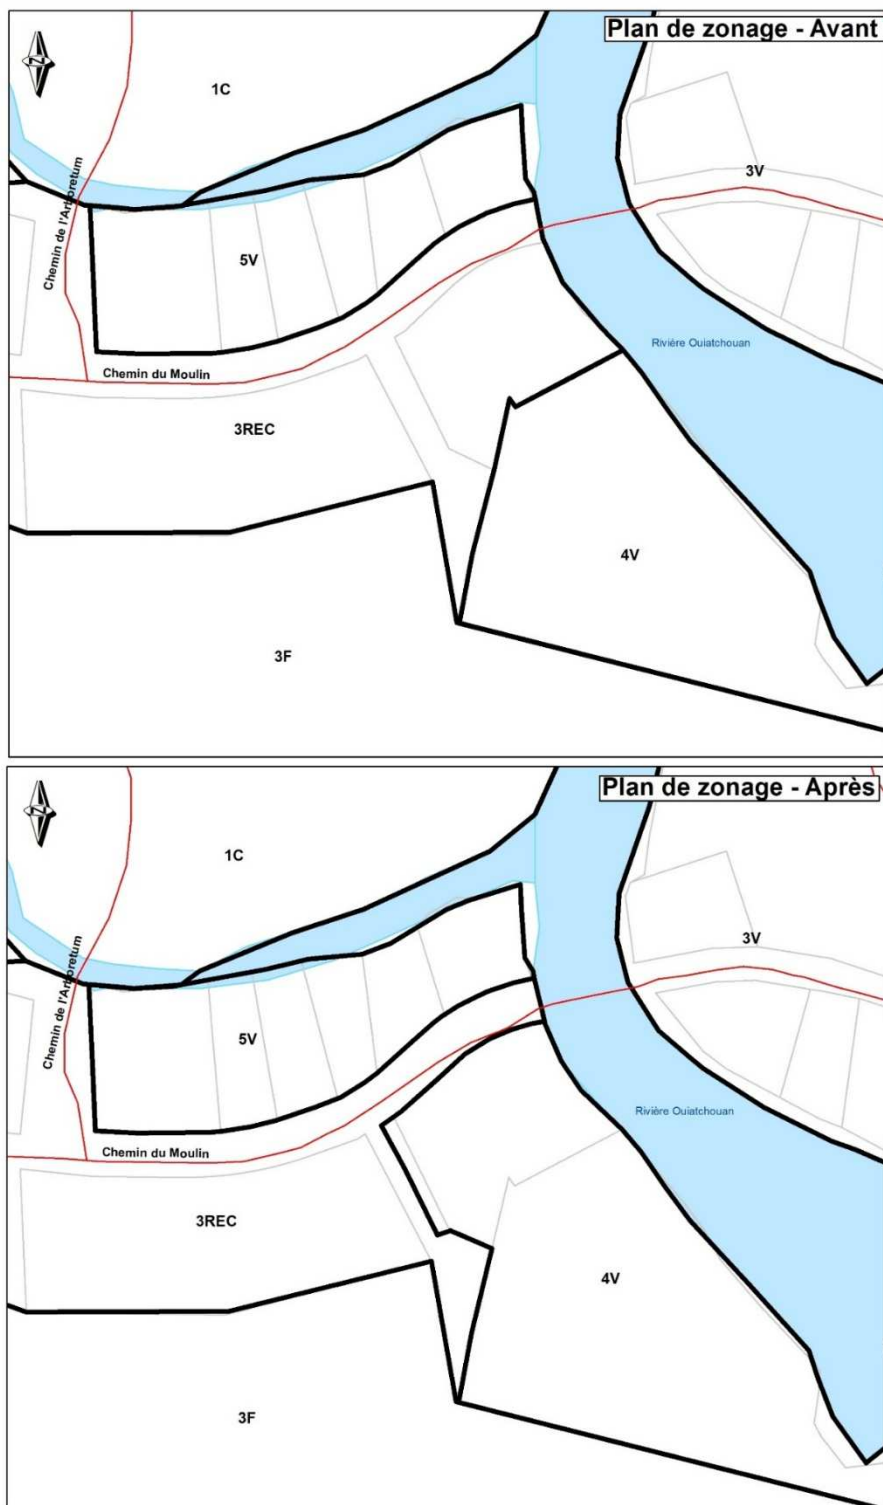 Plan de zonage - Avant
N
1C
3V
Chemin de l'Arboretum
5V
Rivière Ouiatchouan
Chemin du Moulin
3REC
4V
3F
Plan de zonage - Après
N
1C
3V
Chemin de l'Arboretum
5V
Rivière Ouiatchouan
Chemin du Moulin
3REC
4V
3F